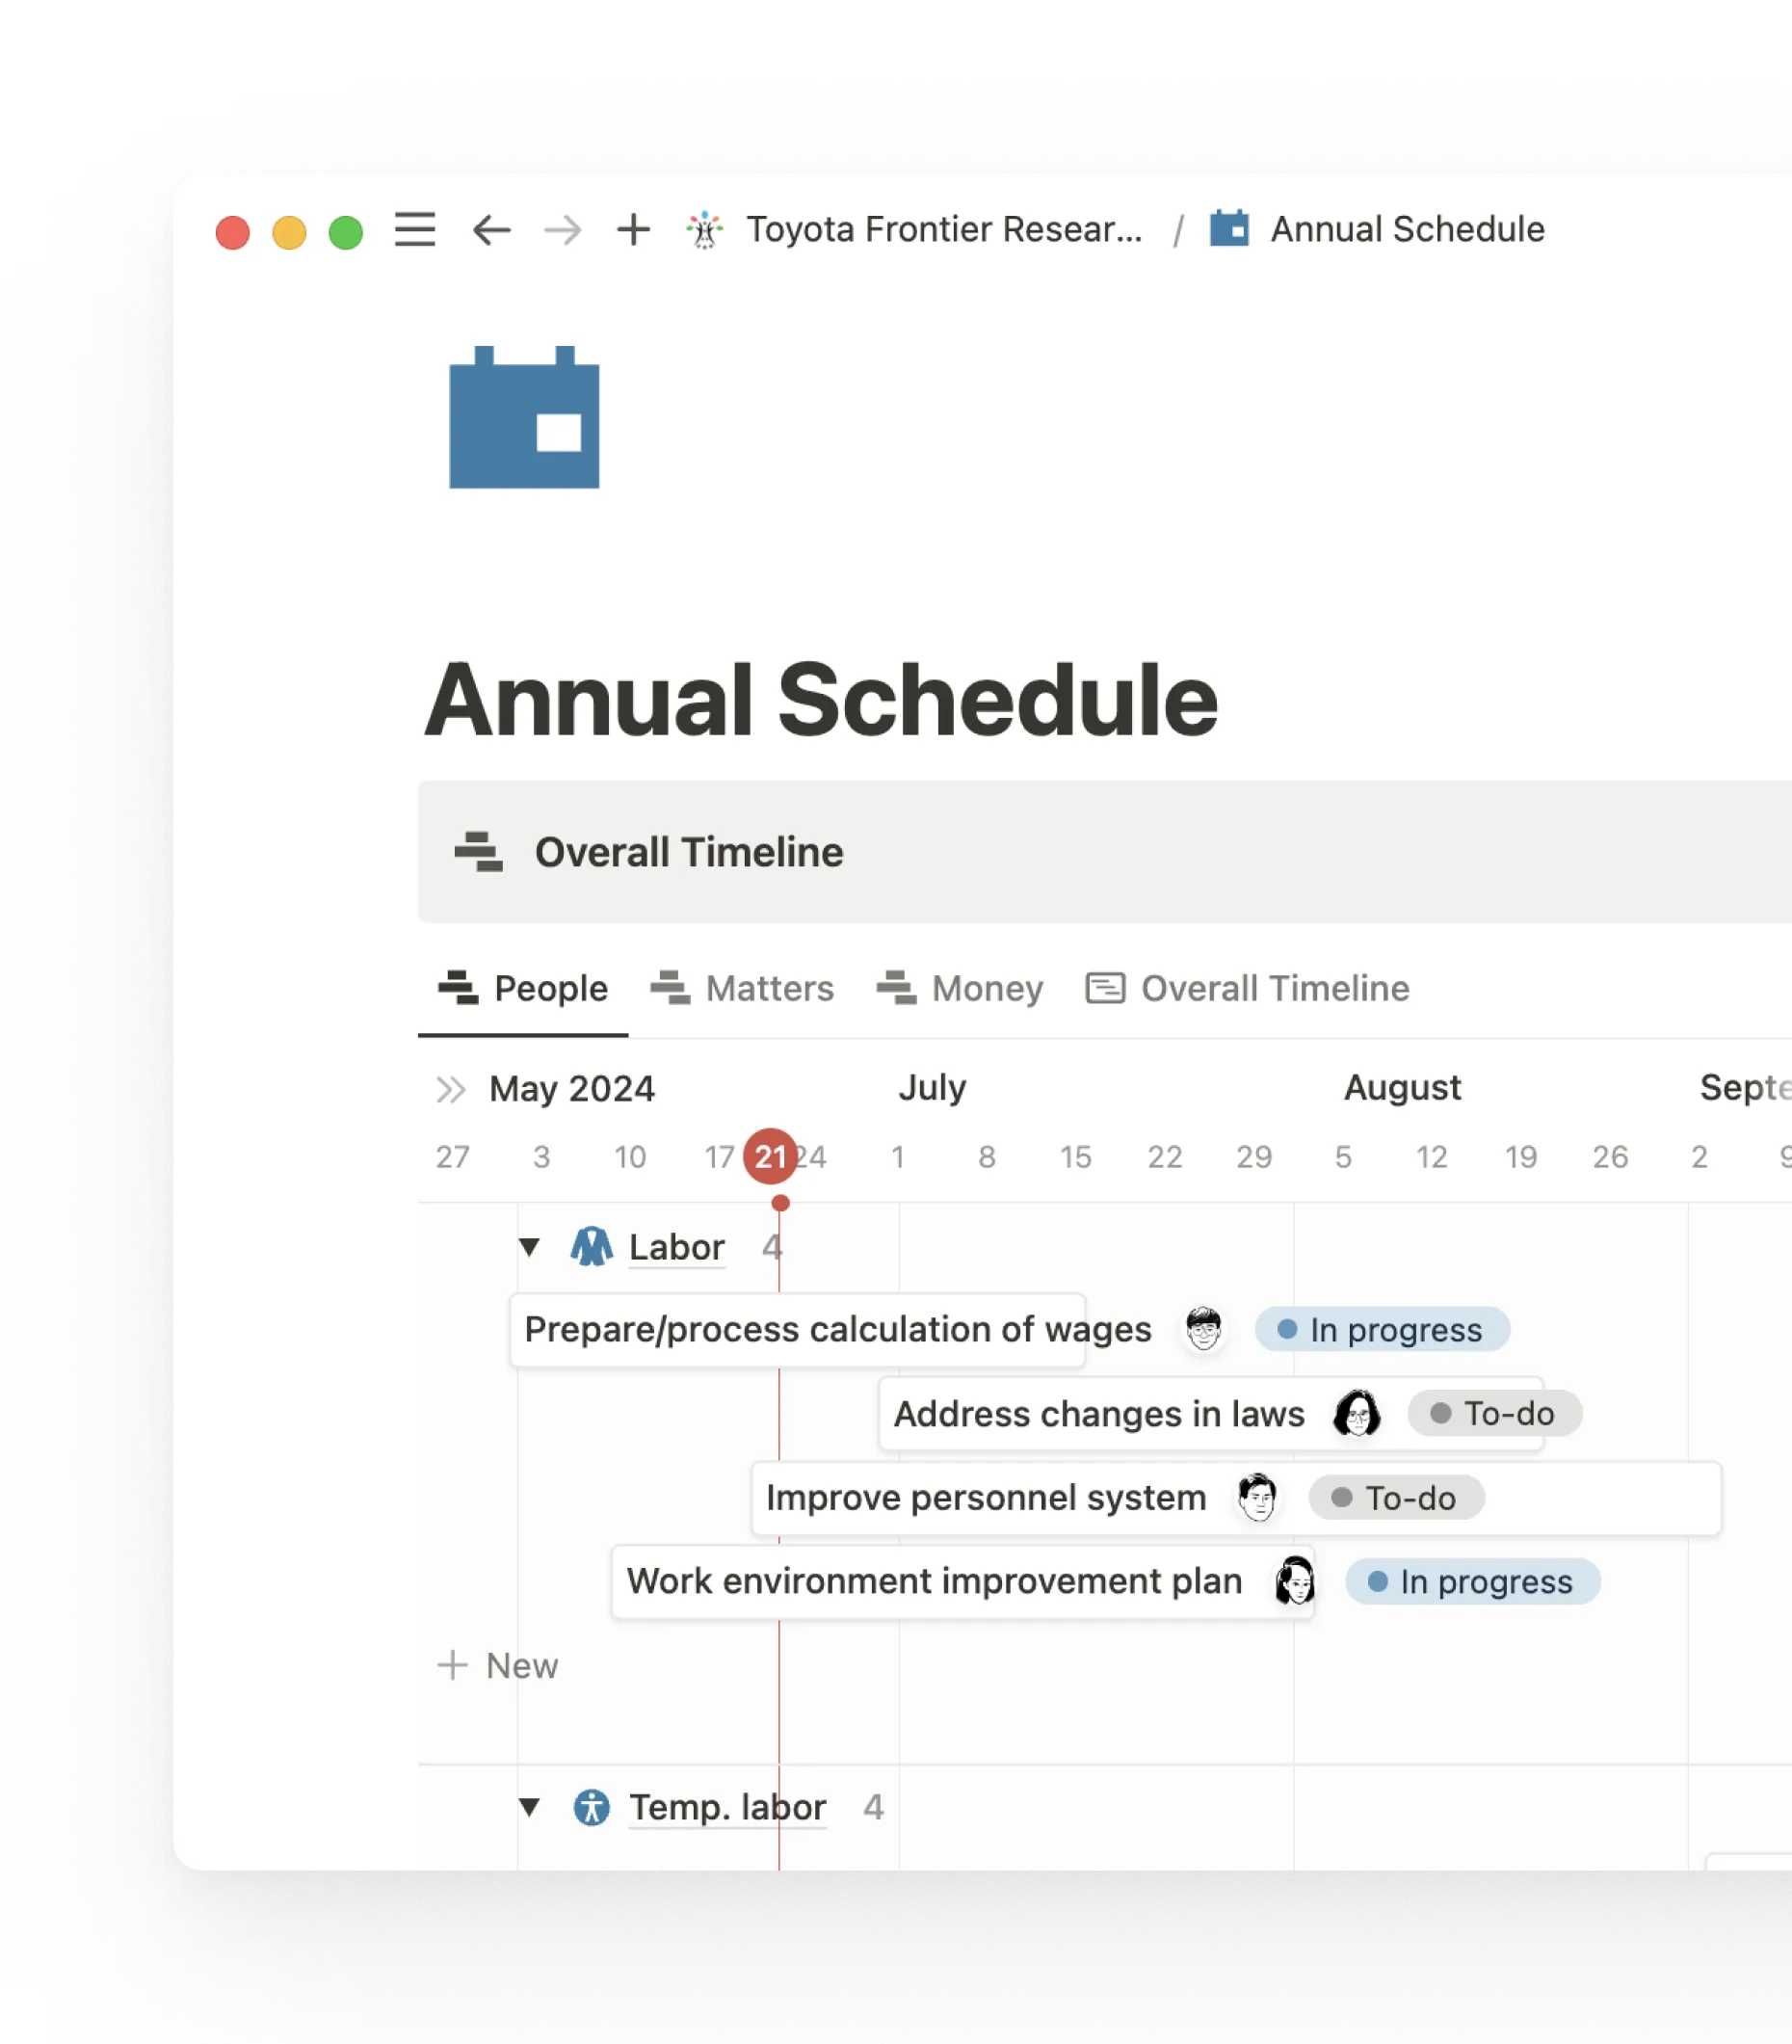 Toyota Frontier Resear... / Annual Schedule
Annual Schedule
Overall Timeline
People Matters Money Overall Timeline
May 2024 July August Septe
27 3 10 17 21 24 1 8 15 22 29 5 12 19 26 2 9
Labor 4
Prepare/process calculation of wages In progress
Address changes in laws To-do
Improve personnel system To-do
Work environment improvement plan In progress
+ New
Temp. labor 4